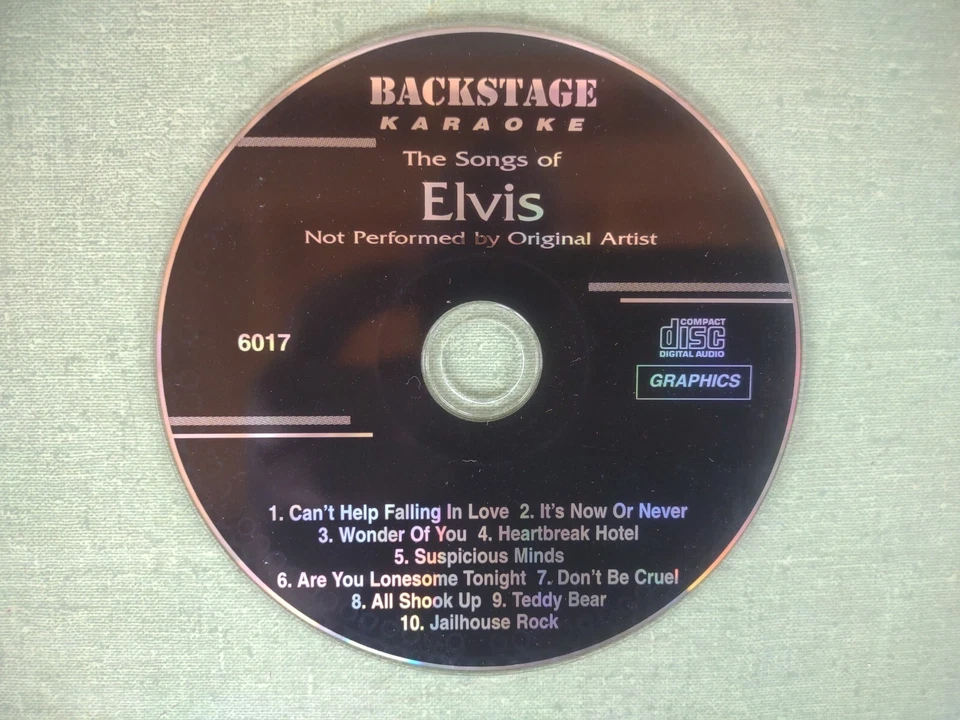 BACKSTAGE
KARAOKE
The Songs of
Elvis
Not Performed by Original Artist
6017
COMPACT
disc
DIGITAL AUDIO
GRAPHICS
1. Can't Help Falling In Love 2. It's Now Or Never
3. Wonder Of You 4. Heartbreak Hotel
5. Suspicious Minds
6. Are You Lonesome Tonight 7. Don't Be Cruel
8. All Shook Up 9. Teddy Bear
10. Jailhouse Rock